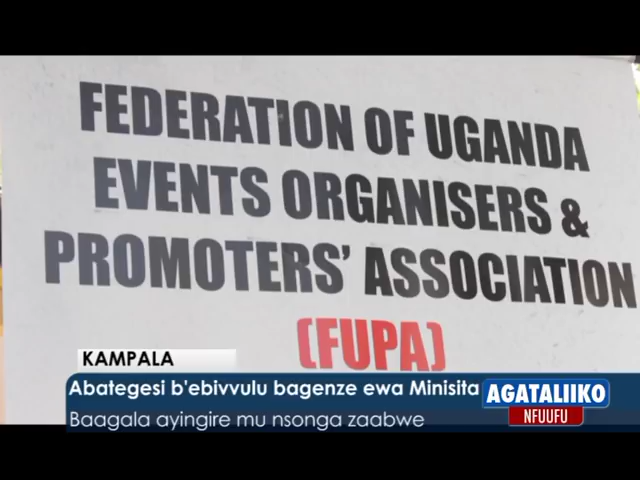 FEDERATION OF UGANDA
EVENTS ORGANISERS &
PROMOTERS' ASSOCIATION
(FUPA)
KAMPALA
Abategesi b'ebivvulu bagenze ewa Minisita
Baagala ayingire mu nsonga zaabwe
AGATALIIKO
NFUUFU